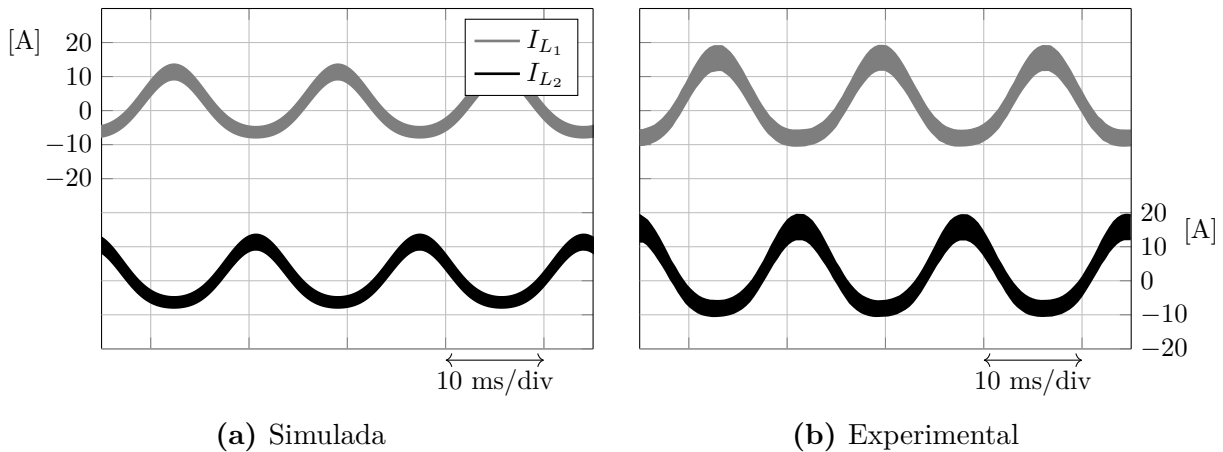 [A]
20
10
0
−10
−20
I_{L_1}
I_{L_2}
10 ms/div
(a) Simulada
20
10
0
−10
−20
[A]
10 ms/div
(b) Experimental